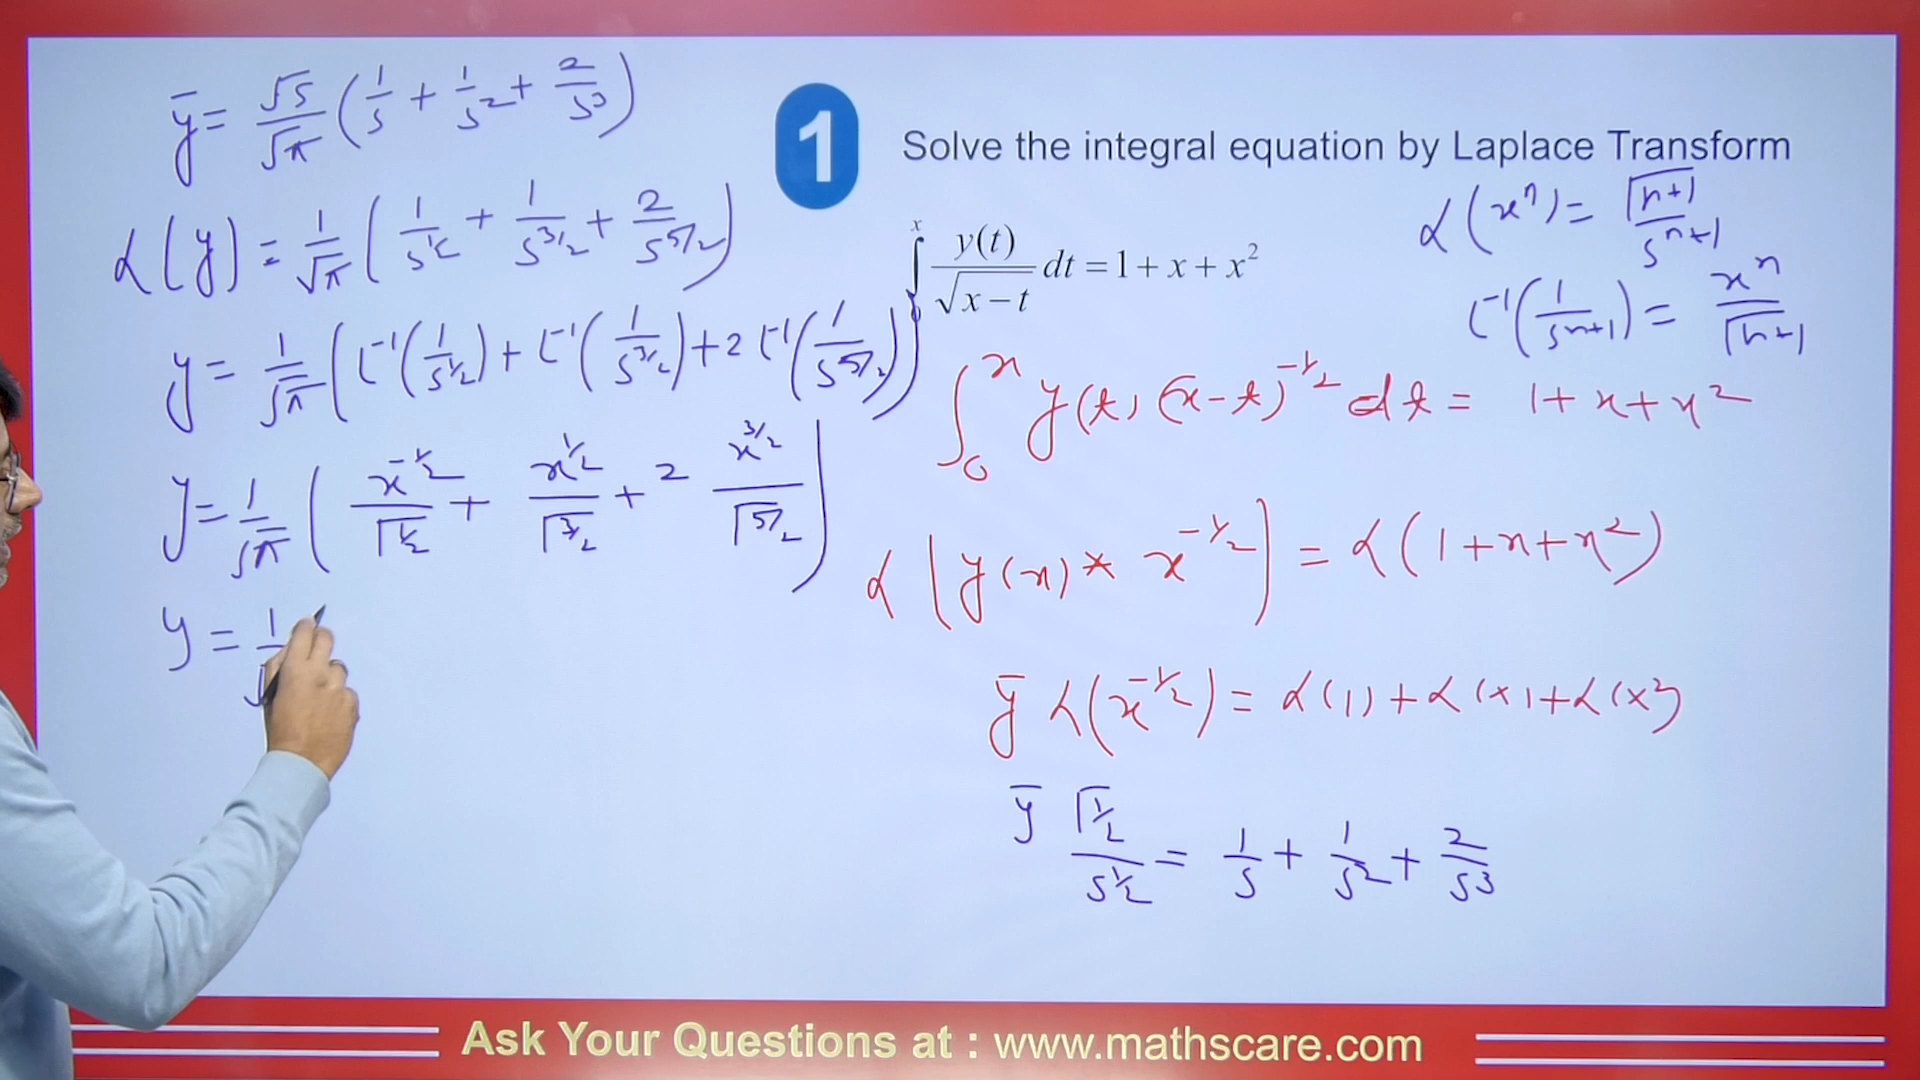 ȳ = √s/√π (1/s + 1/s² + 2/s³)
L(y) = 1/√π (1/s^½ + 1/s^3/2 + 2/s^5/2)
y = 1/√π (L⁻¹(1/s^½) + L⁻¹(1/s^3/2) + 2 L⁻¹(1/s^5/2))
y = 1/√π (x^-½/Γ½ + x^½/Γ3/2 + 2 x^3/2/Γ5/2)
y = 1/√
1 Solve the integral equation by Laplace Transform
∫₀ˣ y(t)/√(x−t) dt = 1 + x + x²
L(xⁿ) = Γn+1/sⁿ⁺¹
L⁻¹(1/sⁿ⁺¹) = xⁿ/Γn+1
∫₀ˣ y(t) (x−t)^-½ dt = 1 + x + x²
L[y(x) * x^-½] = L(1 + x + x²)
ȳ L(x^-½) = L(1) + L(x) + L(x²)
ȳ Γ½/s^½ = 1/s + 1/s² + 2/s³
Ask Your Questions at : www.mathscare.com